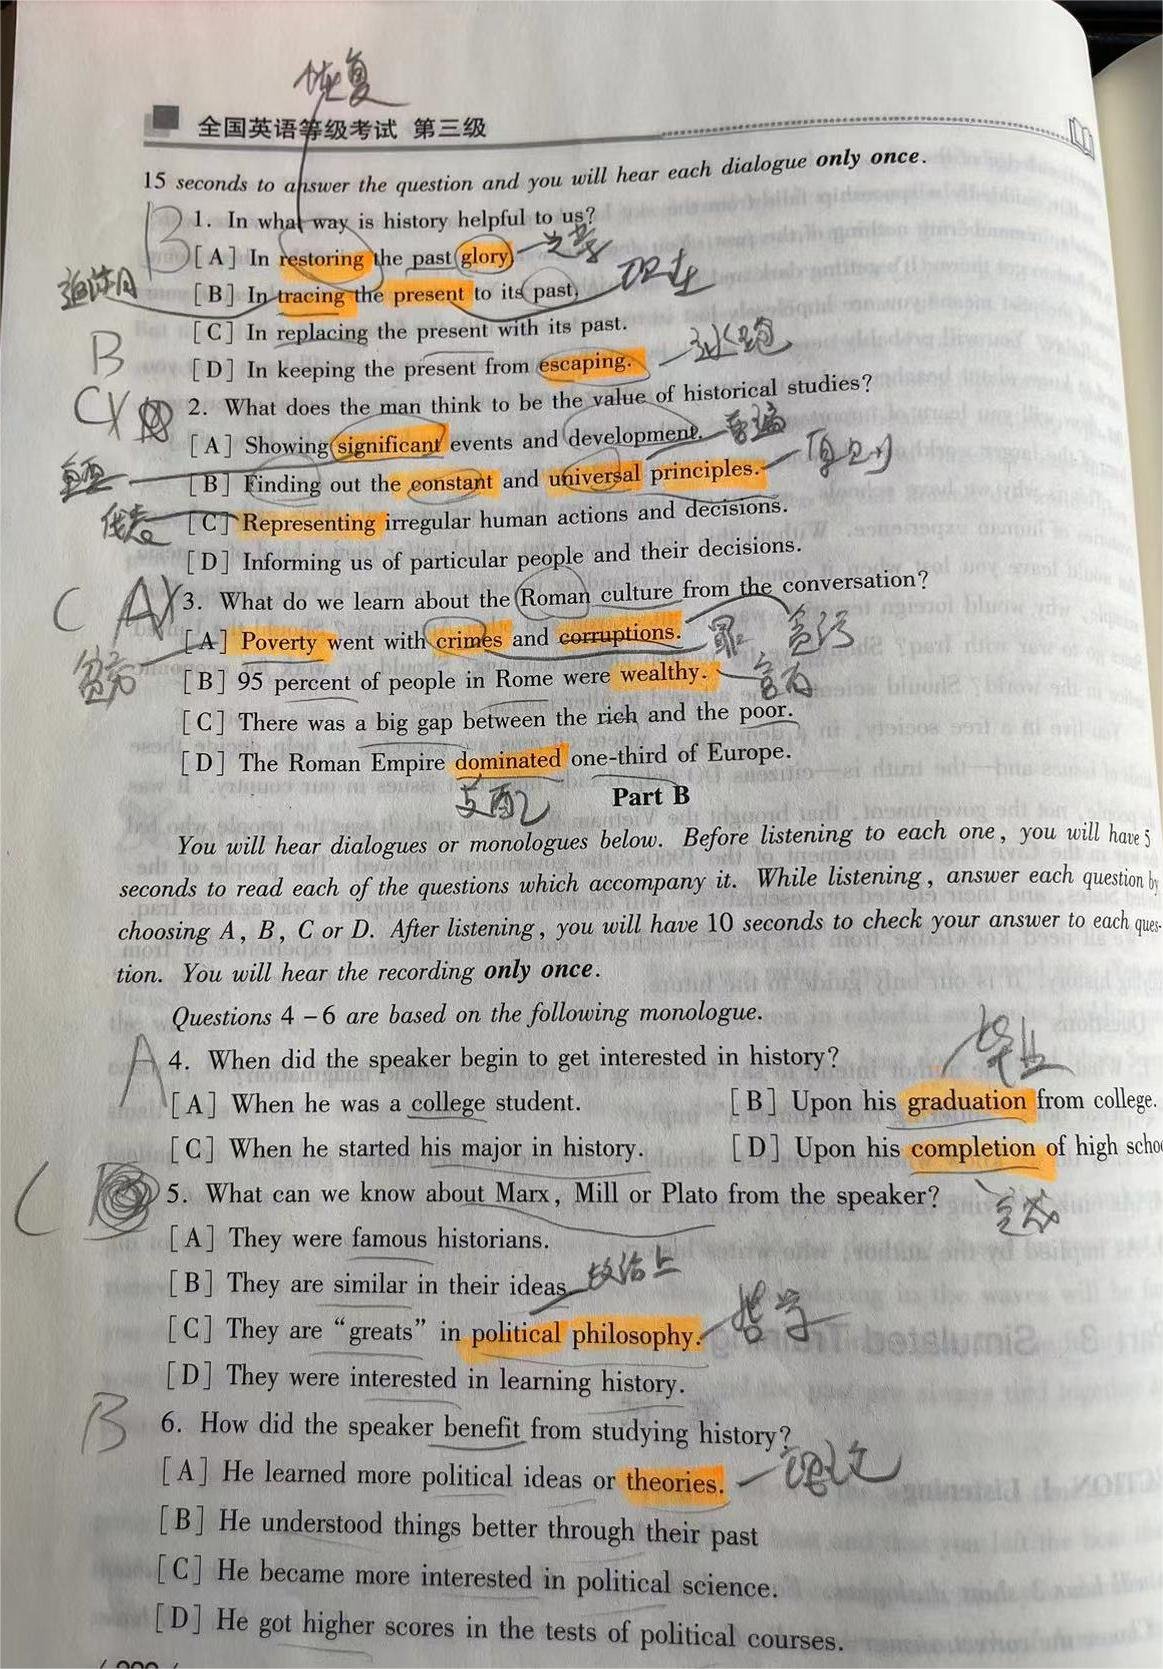 恢复
全国英语等级考试 第三级
15 seconds to answer the question and you will hear each dialogue only once.
B 1. In what way is history helpful to us?
[A] In restoring the past glory
追溯 [B] In tracing the present to its past, 现在
[C] In replacing the present with its past.
B
[D] In keeping the present from escaping. 逃跑
C 2. What does the man think to be the value of historical studies?
[A] Showing significant events and development. 普遍
重要 [B] Finding out the constant and universal principles. 原则
代表 [C] Representing irregular human actions and decisions.
[D] Informing us of particular people and their decisions.
C A 3. What do we learn about the Roman culture from the conversation?
[A] Poverty went with crimes and corruptions. 罪 贪污
贫穷 [B] 95 percent of people in Rome were wealthy. 富有
[C] There was a big gap between the rich and the poor.
[D] The Roman Empire dominated one-third of Europe.
支配
Part B
You will hear dialogues or monologues below. Before listening to each one, you will have 5
seconds to read each of the questions which accompany it. While listening, answer each question by
choosing A, B, C or D. After listening, you will have 10 seconds to check your answer to each ques-
tion. You will hear the recording only once.
Questions 4-6 are based on the following monologue.
毕业
A 4. When did the speaker begin to get interested in history?
[A] When he was a college student. [B] Upon his graduation from college.
[C] When he started his major in history. [D] Upon his completion of high schoo
C 5. What can we know about Marx, Mill or Plato from the speaker?
完成
[A] They were famous historians.
[B] They are similar in their ideas. 政治上
[C] They are "greats" in political philosophy. 哲学
[D] They were interested in learning history.
B 6. How did the speaker benefit from studying history?
[A] He learned more political ideas or theories.
[B] He understood things better through their past
[C] He became more interested in political science.
[D] He got higher scores in the tests of political courses.